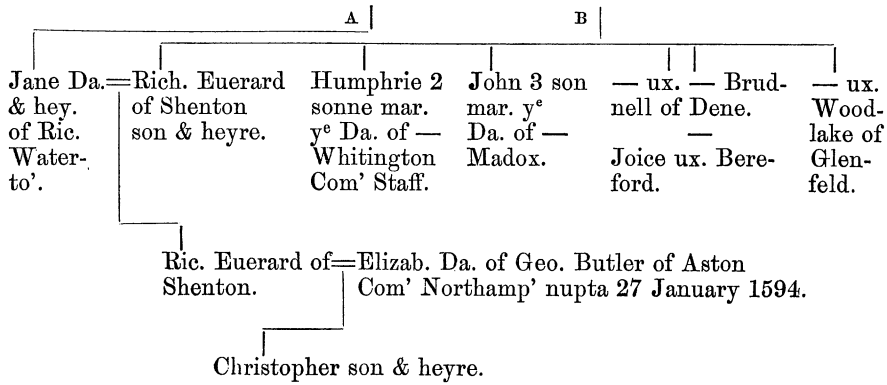 A
B
Jane Da.=Rich. Euerard
& hey. of Shenton
of Ric. son & heyre.
Water-
to'.
Humphrie 2
sonne mar.
yᵉ Da. of —
Whitington
Com' Staff.
John 3 son
mar. yᵉ
Da. of —
Madox.
— ux. — Brud-
nell of Dene.
—
Joice ux. Bere-
ford.
— ux.
Wood-
lake of
Glen-
feld.
Ric. Euerard of=Elizab. Da. of Geo. Butler of Aston
Shenton. Com' Northamp' nupta 27 January 1594.
Christopher son & heyre.